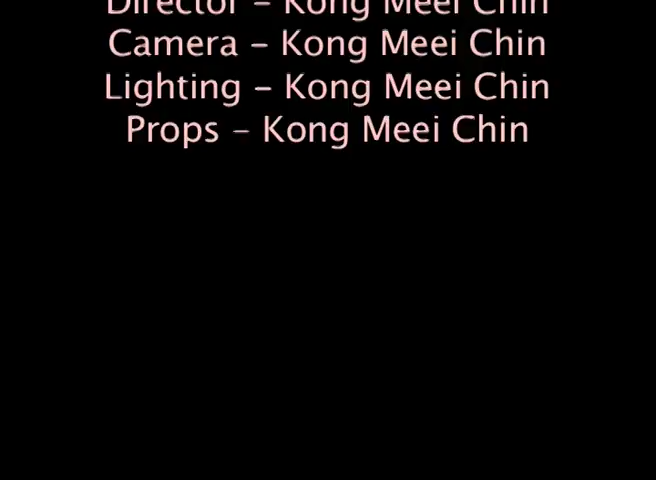 Director – Kong Meei Chin
Camera – Kong Meei Chin
Lighting – Kong Meei Chin
Props – Kong Meei Chin